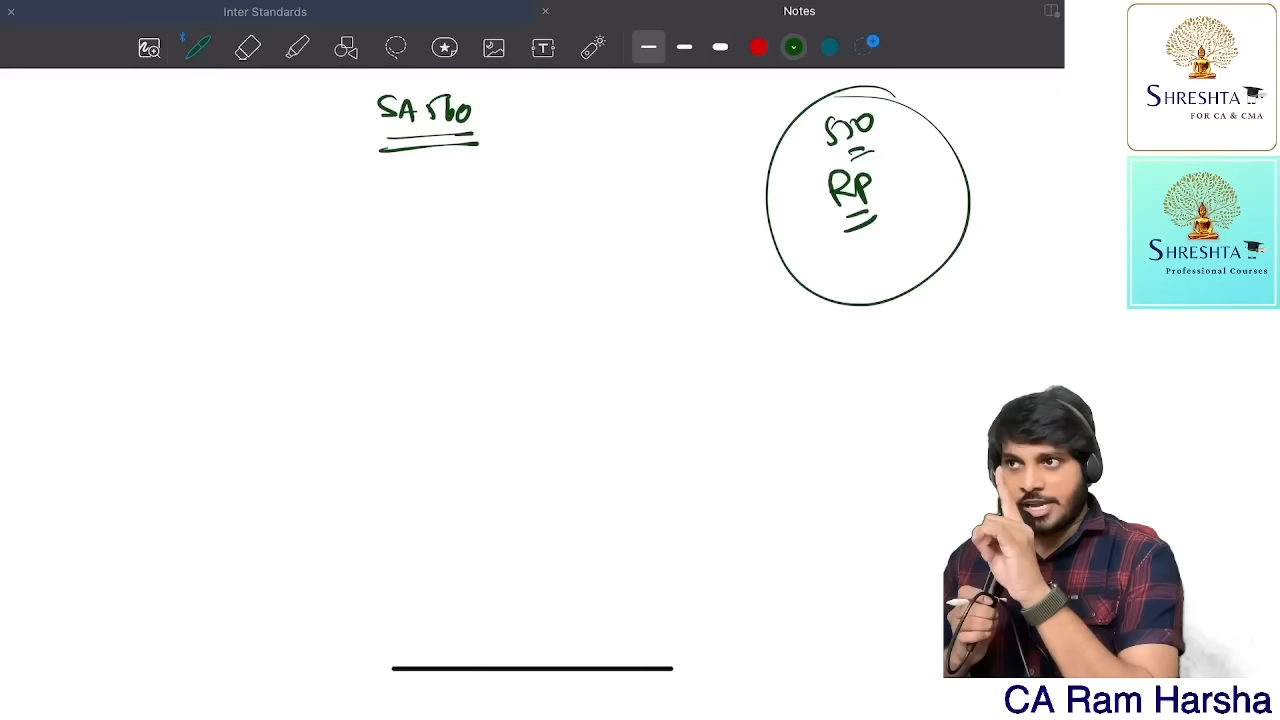 Inter Standards
Notes
SA 560
550
RP
SHRESHTA
FOR CA & CMA
SHRESHTA
Professional Courses
CA Ram Harsha